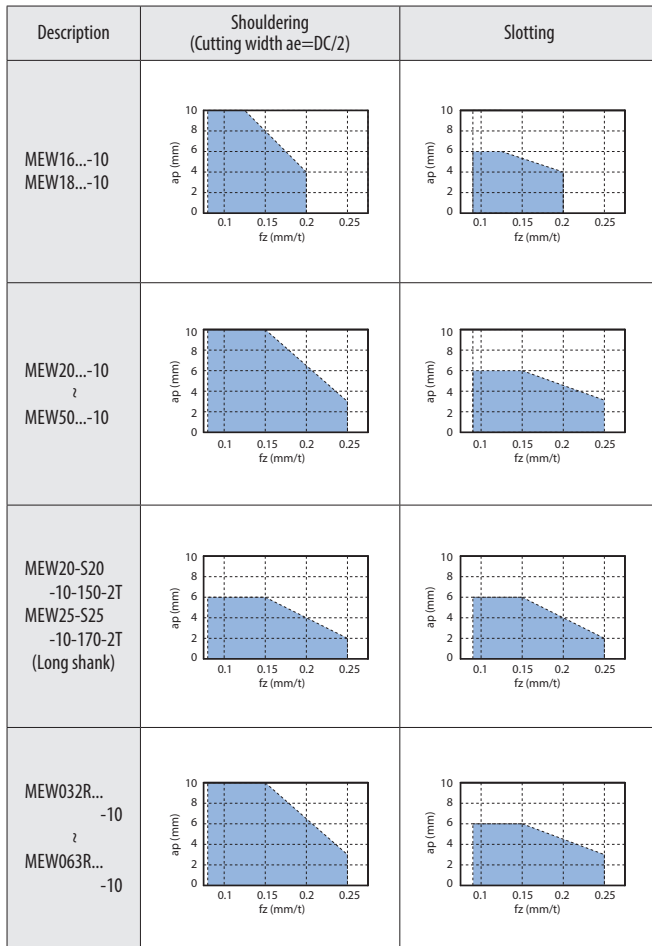 Description
Shouldering
(Cutting width ae=DC/2)
Slotting
MEW16...-10
MEW18...-10
ap (mm)
10
8
6
4
2
0
0.1 0.15 0.2 0.25
fz (mm/t)
ap (mm)
10
8
6
4
2
0
0.1 0.15 0.2 0.25
fz (mm/t)
MEW20...-10
≀
MEW50...-10
ap (mm)
10
8
6
4
2
0
0.1 0.15 0.2 0.25
fz (mm/t)
ap (mm)
10
8
6
4
2
0
0.1 0.15 0.2 0.25
fz (mm/t)
MEW20-S20
-10-150-2T
MEW25-S25
-10-170-2T
(Long shank)
ap (mm)
10
8
6
4
2
0
0.1 0.15 0.2 0.25
fz (mm/t)
ap (mm)
10
8
6
4
2
0
0.1 0.15 0.2 0.25
fz (mm/t)
MEW032R...
-10
≀
MEW063R...
-10
ap (mm)
10
8
6
4
2
0
0.1 0.15 0.2 0.25
fz (mm/t)
ap (mm)
10
8
6
4
2
0
0.1 0.15 0.2 0.25
fz (mm/t)